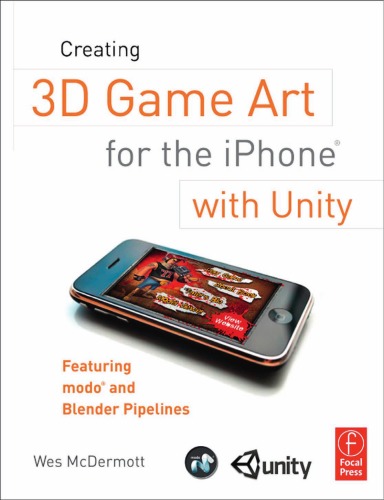 Creating
3D Game Art
for the iPhone®
with Unity
View
Website
Featuring
modo® and
Blender Pipelines
Wes McDermott
modo
unity
Focal
Press